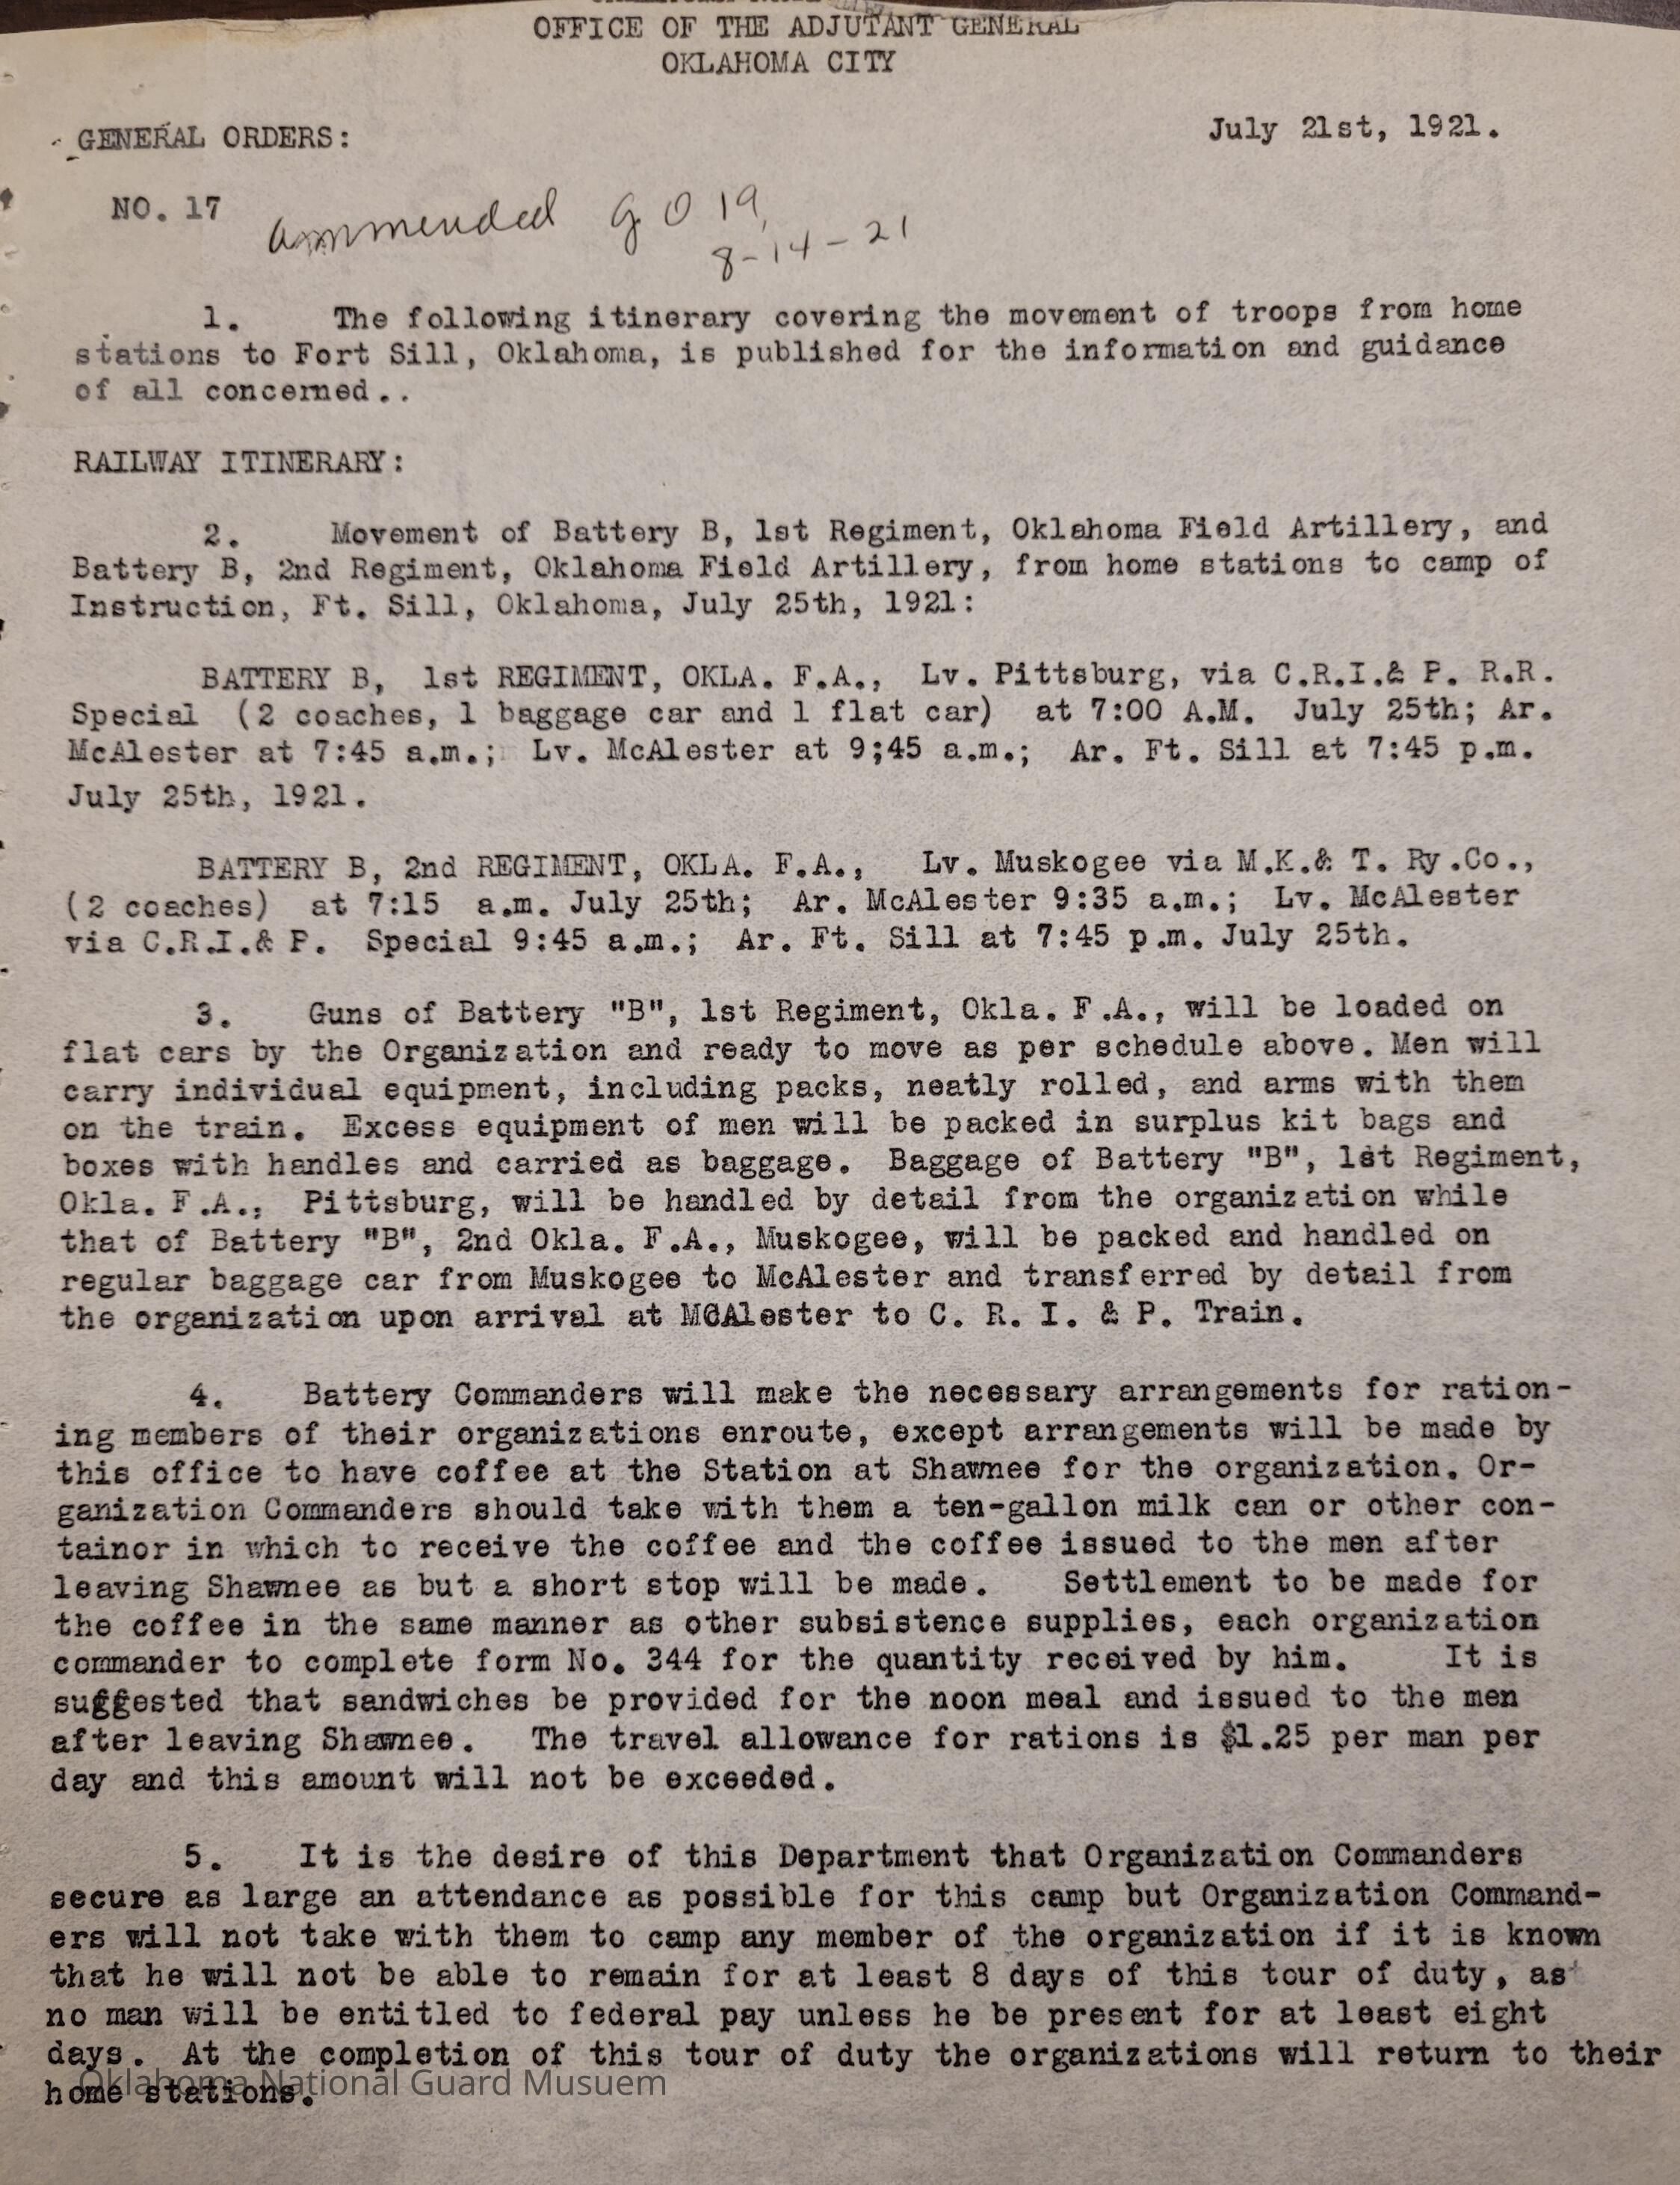 OFFICE OF THE ADJUTANT GENERAL
OKLAHOMA CITY
GENERAL ORDERS:
July 21st, 1921.
NO. 17
ammended G O 19,
8-14-21
1. The following itinerary covering the movement of troops from home
stations to Fort Sill, Oklahoma, is published for the information and guidance
of all concerned..
RAILWAY ITINERARY:
2. Movement of Battery B, 1st Regiment, Oklahoma Field Artillery, and
Battery B, 2nd Regiment, Oklahoma Field Artillery, from home stations to camp of
Instruction, Ft. Sill, Oklahoma, July 25th, 1921:
BATTERY B, 1st REGIMENT, OKLA. F.A., Lv. Pittsburg, via C.R.I.& P. R.R.
Special (2 coaches, 1 baggage car and 1 flat car) at 7:00 A.M. July 25th; Ar.
McAlester at 7:45 a.m.; Lv. McAlester at 9;45 a.m.; Ar. Ft. Sill at 7:45 p.m.
July 25th, 1921.
BATTERY B, 2nd REGIMENT, OKLA. F.A., Lv. Muskogee via M.K.& T. Ry.Co.,
(2 coaches) at 7:15 a.m. July 25th; Ar. McAlester 9:35 a.m.; Lv. McAlester
via C.R.I.& P. Special 9:45 a.m.; Ar. Ft. Sill at 7:45 p.m. July 25th.
3. Guns of Battery "B", 1st Regiment, Okla. F.A., will be loaded on
flat cars by the Organization and ready to move as per schedule above. Men will
carry individual equipment, including packs, neatly rolled, and arms with them
on the train. Excess equipment of men will be packed in surplus kit bags and
boxes with handles and carried as baggage. Baggage of Battery "B", 1st Regiment,
Okla. F.A., Pittsburg, will be handled by detail from the organization while
that of Battery "B", 2nd Okla. F.A., Muskogee, will be packed and handled on
regular baggage car from Muskogee to McAlester and transferred by detail from
the organization upon arrival at MCAlester to C. R. I. & P. Train.
4. Battery Commanders will make the necessary arrangements for ration-
ing members of their organizations enroute, except arrangements will be made by
this office to have coffee at the Station at Shawnee for the organization. Or-
ganization Commanders should take with them a ten-gallon milk can or other con-
tainor in which to receive the coffee and the coffee issued to the men after
leaving Shawnee as but a short stop will be made. Settlement to be made for
the coffee in the same manner as other subsistence supplies, each organization
commander to complete form No. 344 for the quantity received by him. It is
suggested that sandwiches be provided for the noon meal and issued to the men
after leaving Shawnee. The travel allowance for rations is $1.25 per man per
day and this amount will not be exceeded.
5. It is the desire of this Department that Organization Commanders
secure as large an attendance as possible for this camp but Organization Command-
ers will not take with them to camp any member of the organization if it is known
that he will not be able to remain for at least 8 days of this tour of duty, as
no man will be entitled to federal pay unless he be present for at least eight
days. At the completion of this tour of duty the organizations will return to their
home stations.
Oklahoma National Guard Musuem